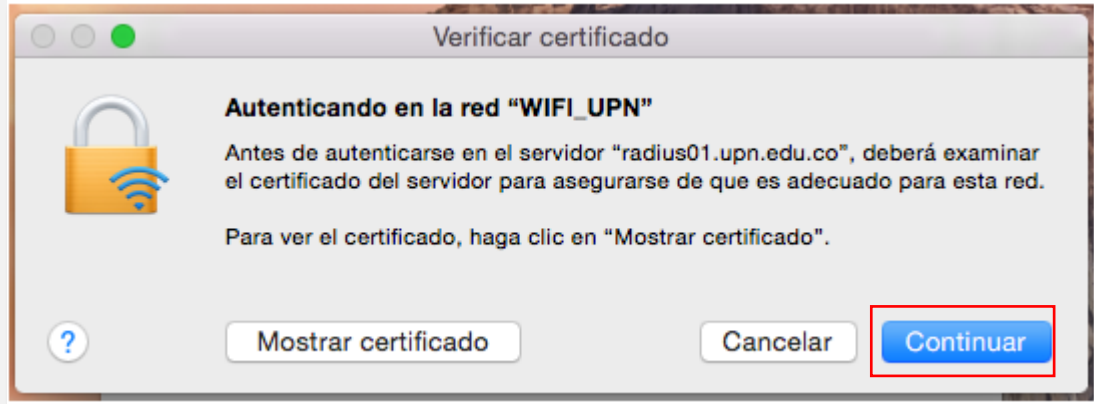 Verificar certificado
Autenticando en la red “WIFI_UPN”
Antes de autenticarse en el servidor “radius01.upn.edu.co”, deberá examinar
el certificado del servidor para asegurarse de que es adecuado para esta red.
Para ver el certificado, haga clic en “Mostrar certificado”.
? Mostrar certificado Cancelar Continuar